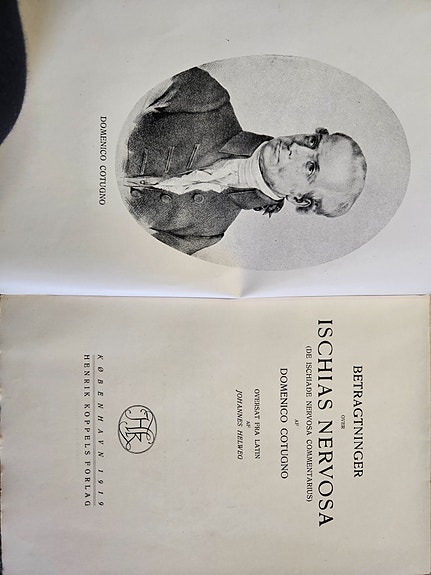 DOMENICO COTUGNO
BETRAGTNINGER
OVER
ISCHIAS NERVOSA
(DE ISCHIADE NERVOSA COMMENTARIUS)
AF
DOMENICO COTUGNO
OVERSAT FRA LATIN
AF
JOHANNES HELWEG
HK
KØBENHAVN 1919
HENRIK KOPPELS FORLAG